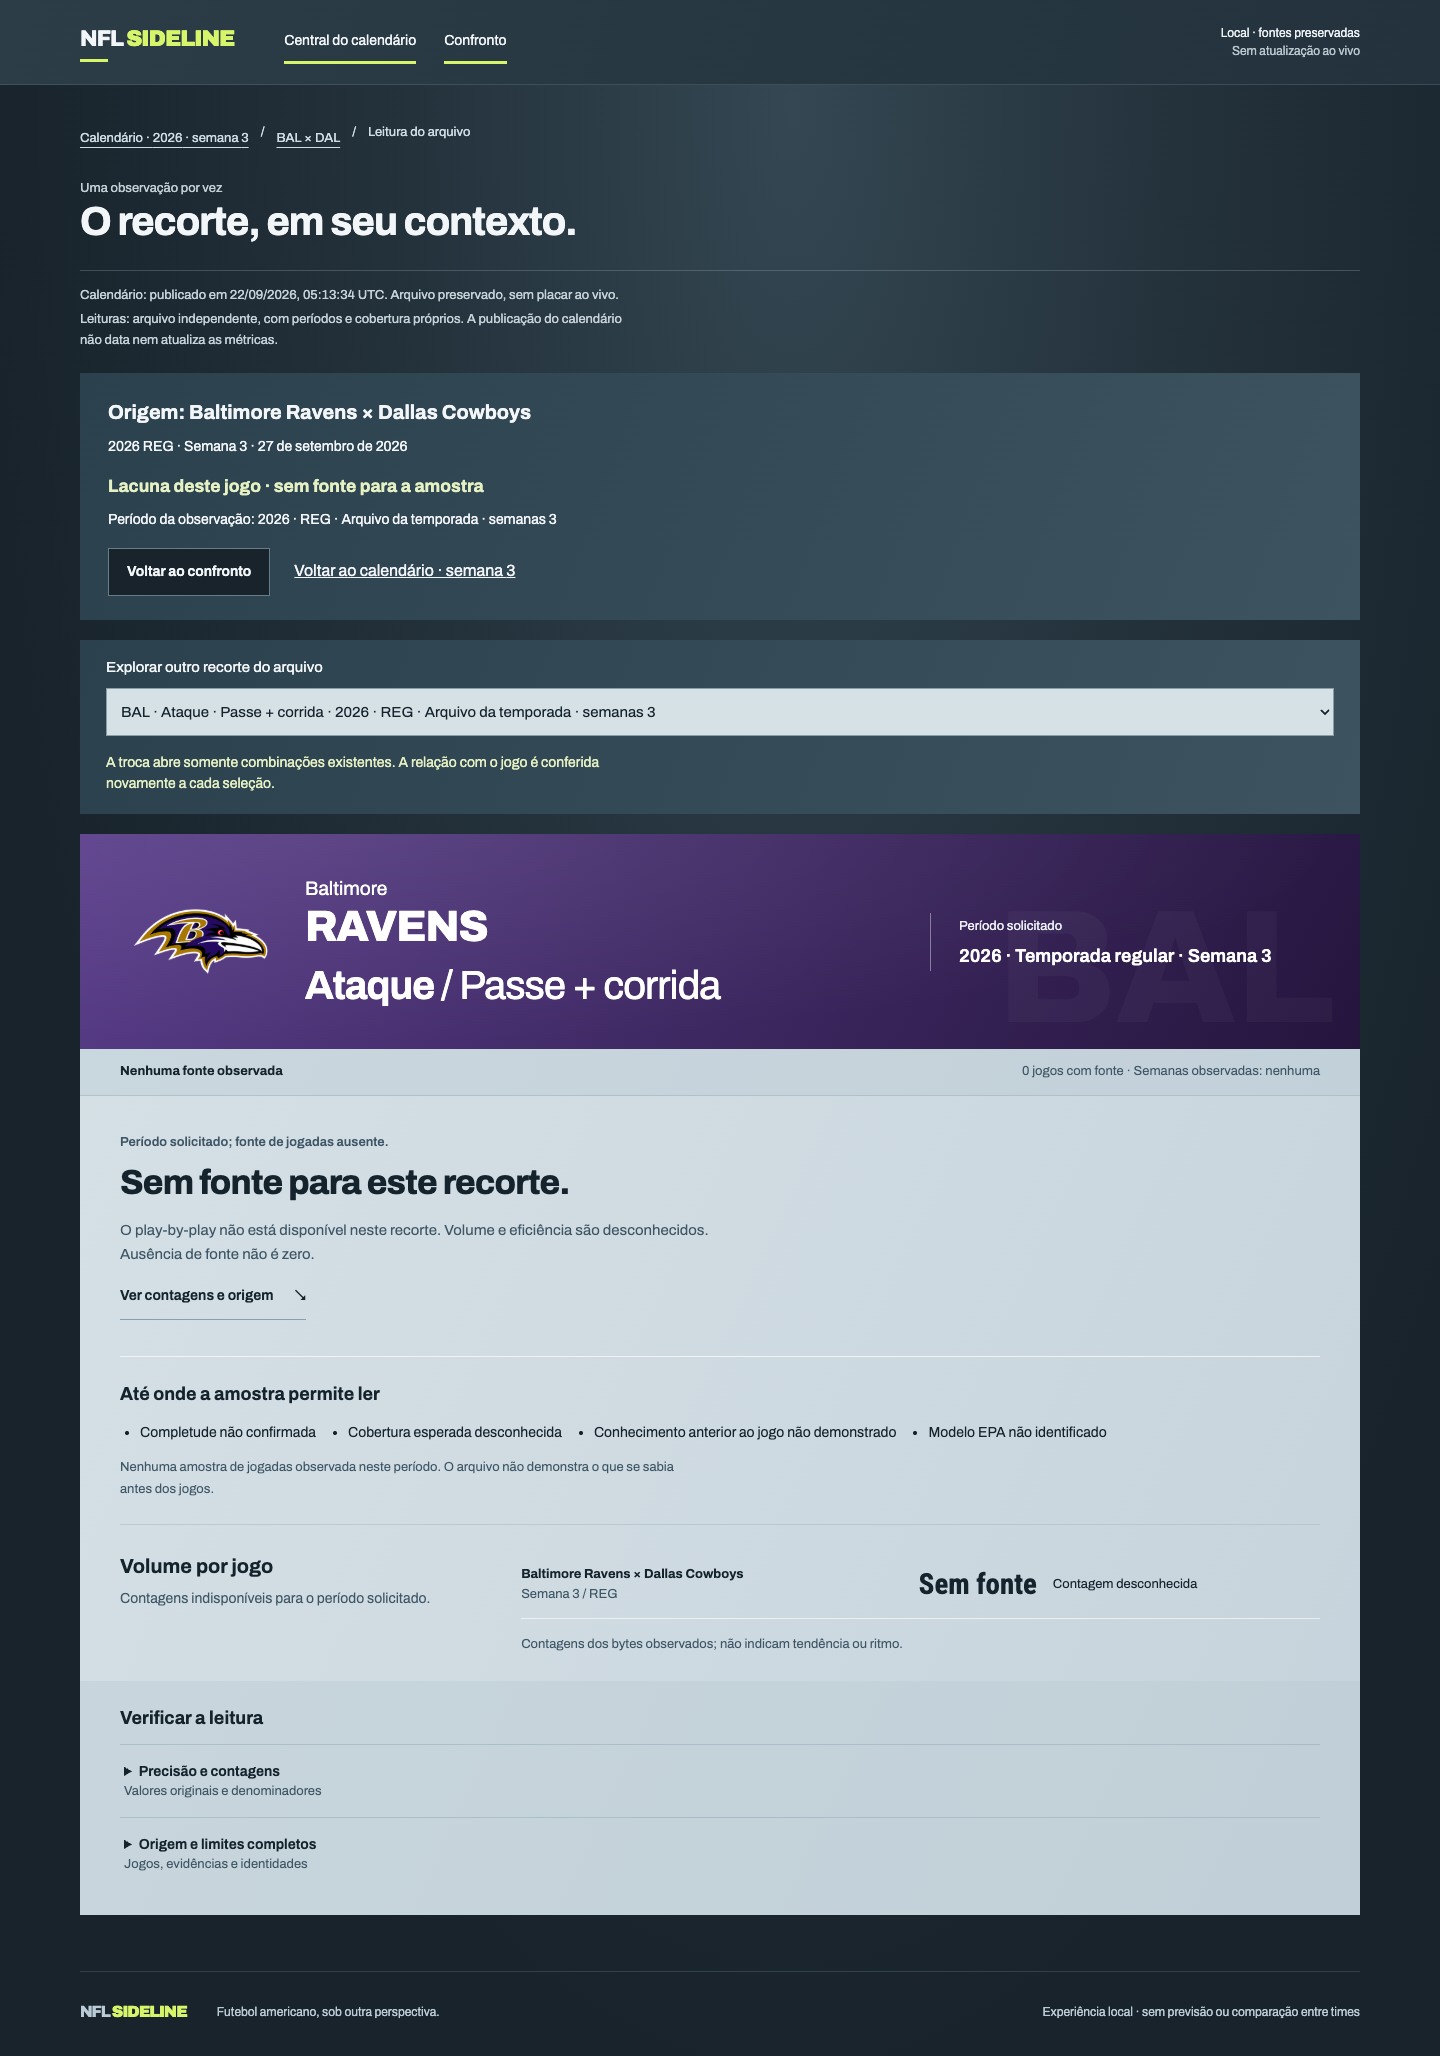 NFL SIDELINE
Central do calendário
Confronto
Local · fontes preservadas
Sem atualização ao vivo
Calendário · 2026 · semana 3 / BAL × DAL / Leitura do arquivo
Uma observação por vez
O recorte, em seu contexto.
Calendário: publicado em 22/09/2026, 05:13:34 UTC. Arquivo preservado, sem placar ao vivo.
Leituras: arquivo independente, com períodos e cobertura próprios. A publicação do calendário
não data nem atualiza as métricas.
Origem: Baltimore Ravens × Dallas Cowboys
2026 REG · Semana 3 · 27 de setembro de 2026
Lacuna deste jogo · sem fonte para a amostra
Período da observação: 2026 · REG · Arquivo da temporada · semanas 3
Voltar ao confronto
Voltar ao calendário · semana 3
Explorar outro recorte do arquivo
BAL · Ataque · Passe + corrida · 2026 · REG · Arquivo da temporada · semanas 3
A troca abre somente combinações existentes. A relação com o jogo é conferida
novamente a cada seleção.
B
Baltimore
RAVENS
Ataque / Passe + corrida
BAL
Período solicitado
2026 · Temporada regular · Semana 3
Nenhuma fonte observada
0 jogos com fonte · Semanas observadas: nenhuma
Período solicitado; fonte de jogadas ausente.
Sem fonte para este recorte.
O play-by-play não está disponível neste recorte. Volume e eficiência são desconhecidos.
Ausência de fonte não é zero.
Ver contagens e origem ↘
Até onde a amostra permite ler
• Completude não confirmada • Cobertura esperada desconhecida • Conhecimento anterior ao jogo não demonstrado • Modelo EPA não identificado
Nenhuma amostra de jogadas observada neste período. O arquivo não demonstra o que se sabia
antes dos jogos.
Volume por jogo
Contagens indisponíveis para o período solicitado.
Baltimore Ravens × Dallas Cowboys
Semana 3 / REG
Sem fonte
Contagem desconhecida
Contagens dos bytes observados; não indicam tendência ou ritmo.
Verificar a leitura
▶ Precisão e contagens
Valores originais e denominadores
▶ Origem e limites completos
Jogos, evidências e identidades
NFL SIDELINE
Futebol americano, sob outra perspectiva.
Experiência local · sem previsão ou comparação entre times